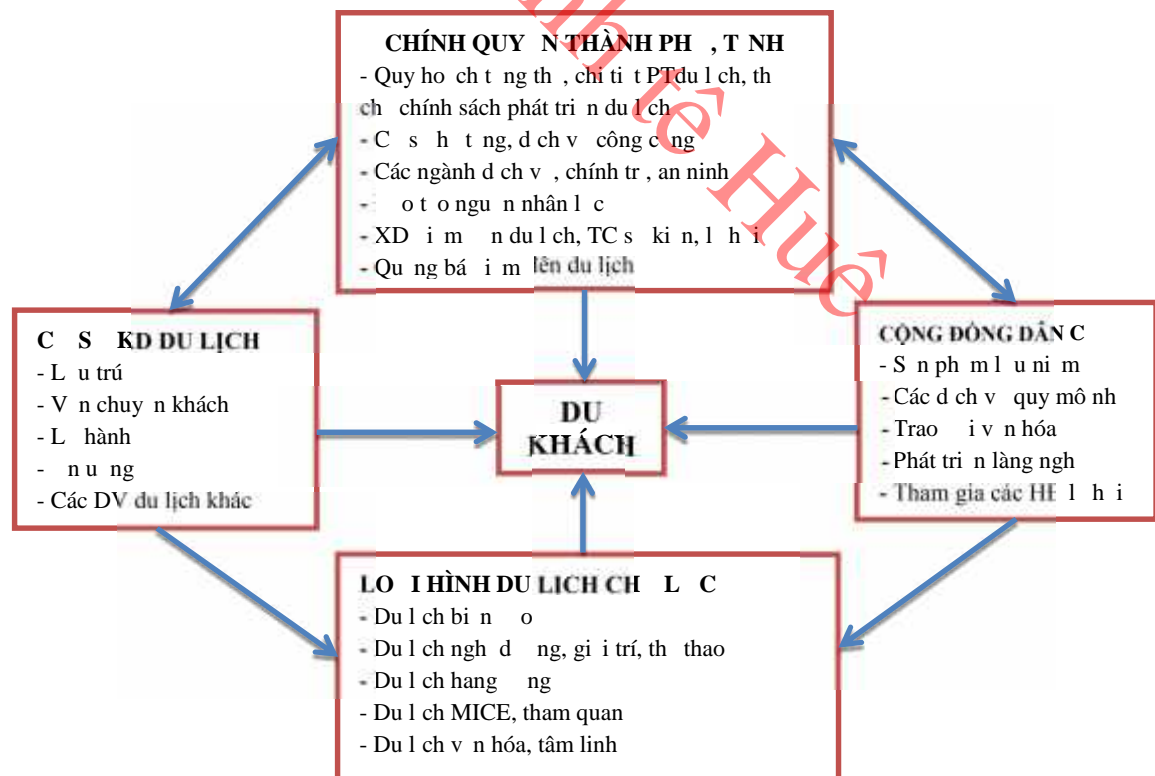 CHÍNH QUY N THÀNH PH , T NH
- Quy ho ch t ng th , chi ti t PT du l ch, th
ch chính sách phát tri n du l ch
- C s h t ng, d ch v công c ng
- Các ngành d ch v , chính tr , an ninh
- o t o ngu n nhân l c
- XD i m n du l ch, TC s ki n, l h i
- Qu ng bá i m đến du lịch
C S KD DU LỊCH
- L u trú
- V n chuy n khách
- L hành
- n u ng
- Các DV du lịch khác
DU
KHÁCH
CỘNG ĐỒNG DÂN C
- S n ph m l u ni m
- Các d ch v quy mô nh
- Trao i v n hóa
- Phát tri n làng ngh
- Tham gia các HĐ l h i
LO I HÌNH DU LỊCH CH L C
- Du l ch bi n o
- Du l ch ngh d ng, gi i trí, th thao
- Du l ch hang ng
- Du l ch MICE, tham quan
- Du l ch v n hóa, tâm linh
tế Huế